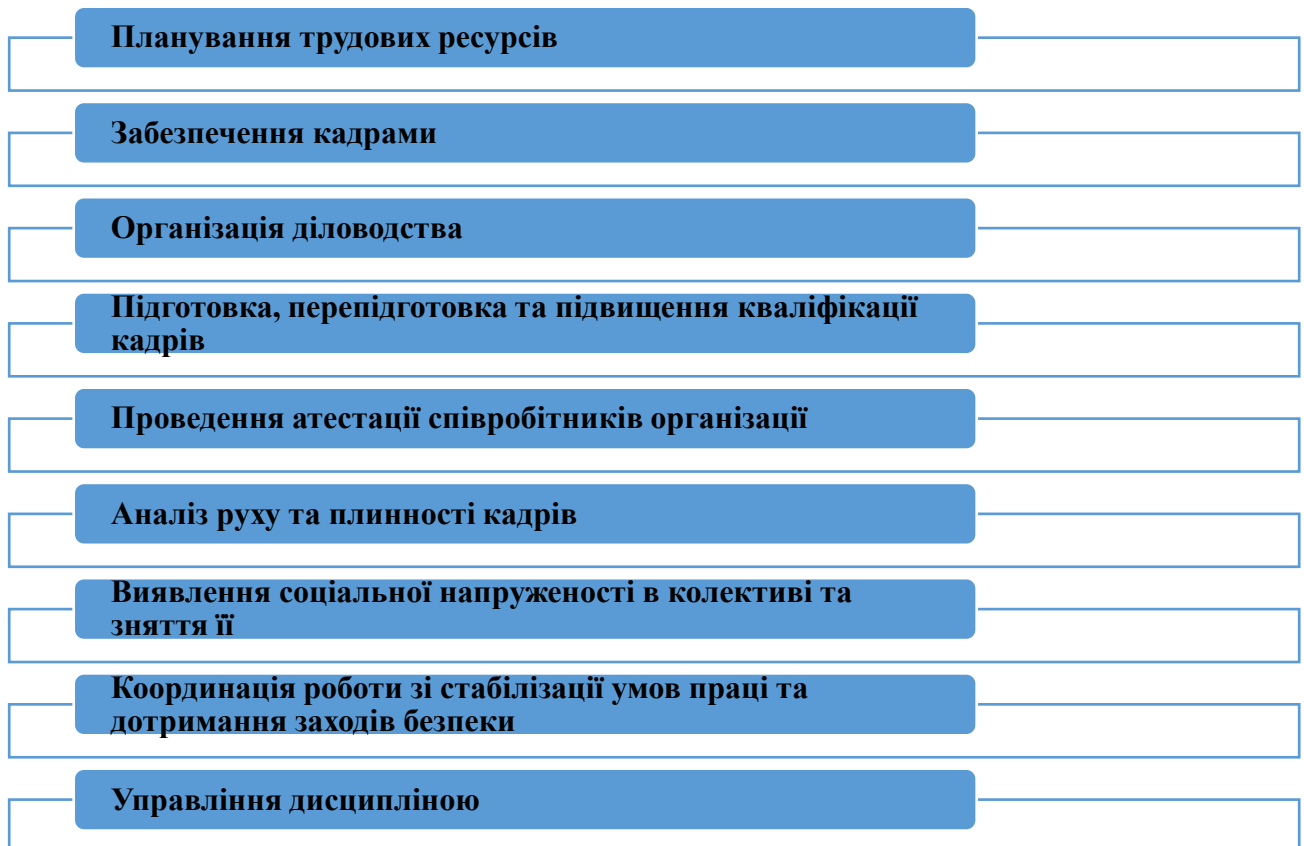 Планування трудових ресурсів
Забезпечення кадрами
Організація діловодства
Підготовка, перепідготовка та підвищення кваліфікації
кадрів
Проведення атестації співробітників організації
Аналіз руху та плинності кадрів
Виявлення соціальної напруженості в колективі та
зняття її
Координація роботи зі стабілізації умов праці та
дотримання заходів безпеки
Управління дисципліною